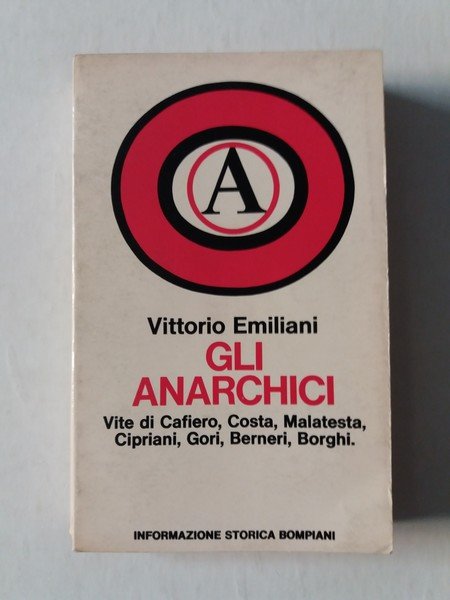 A
Vittorio Emiliani
GLI
ANARCHICI
Vite di Cafiero, Costa, Malatesta,
Cipriani, Gori, Berneri, Borghi.
INFORMAZIONE STORICA BOMPIANI